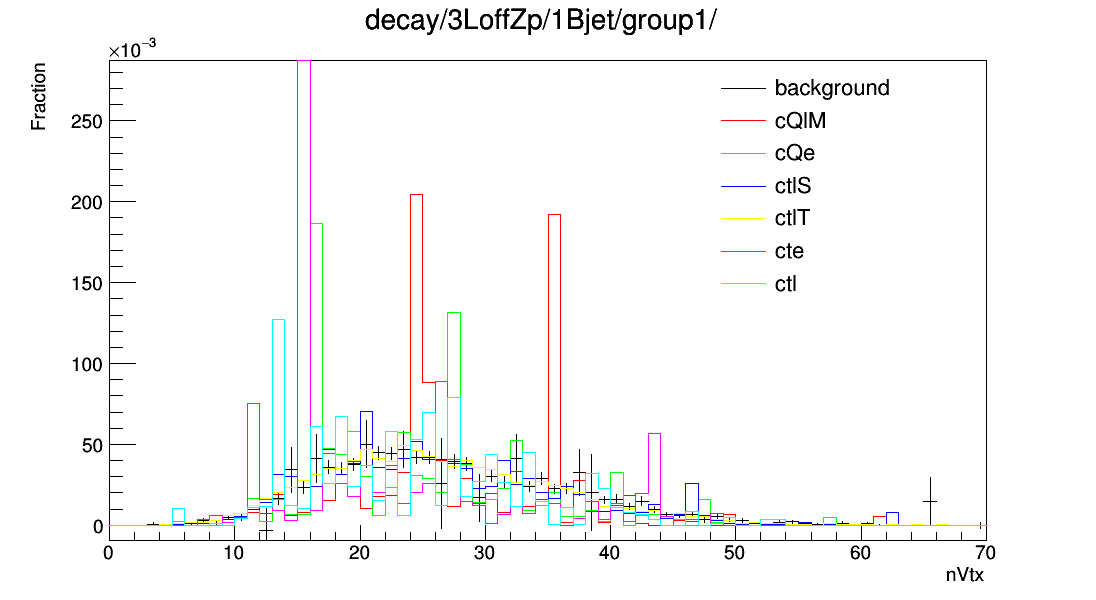 decay/3LoffZp/1Bjet/group1/
×10⁻³
Fraction
background
cQlM
cQe
ctlS
ctlT
cte
ctl
250
200
150
100
50
0
0 10 20 30 40 50 60 70
nVtx